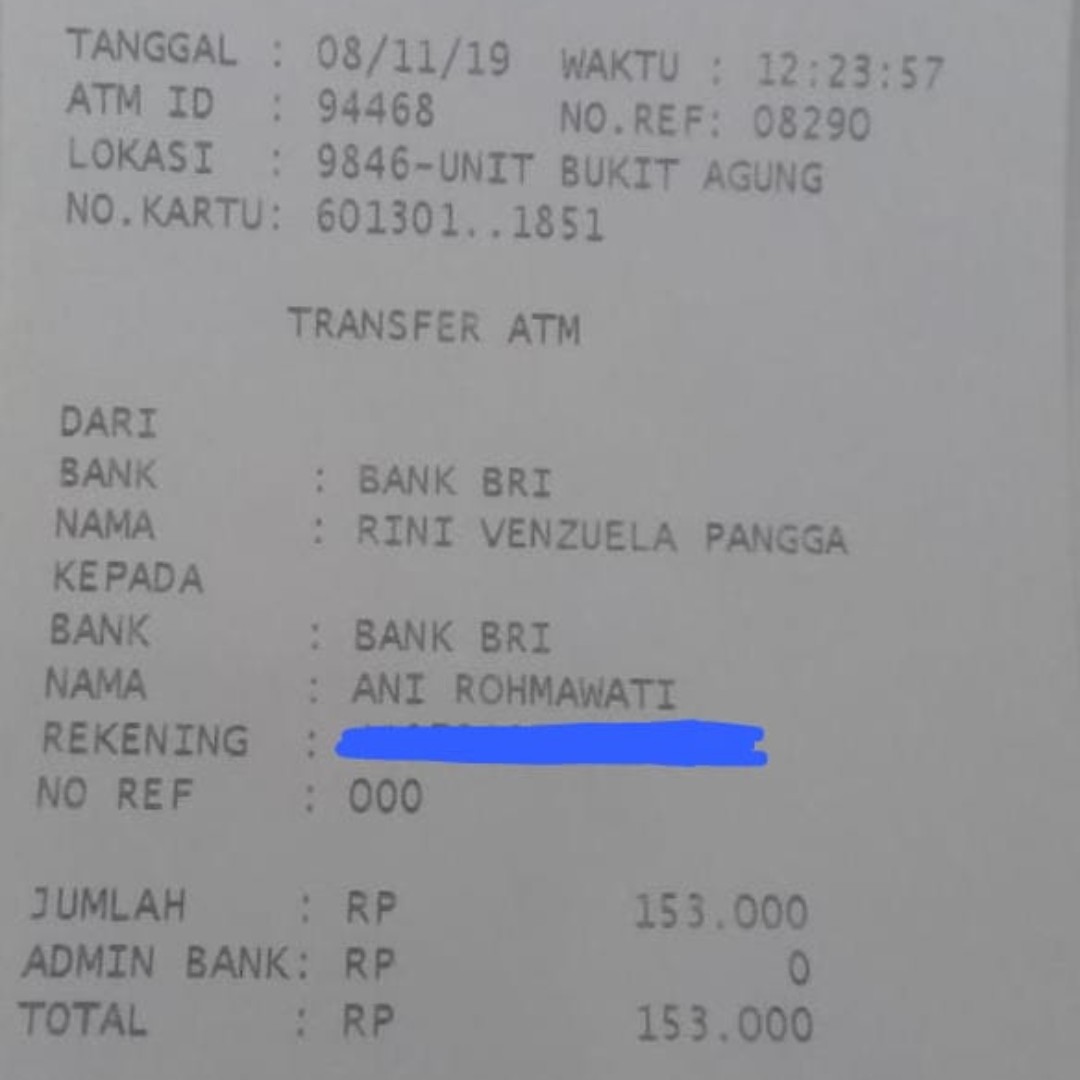 TANGGAL : 08/11/19 WAKTU : 12:23:57
ATM ID : 94468 NO.REF: 08290
LOKASI : 9846-UNIT BUKIT AGUNG
NO.KARTU: 601301..1851
TRANSFER ATM
DARI
BANK : BANK BRI
NAMA : RINI VENZUELA PANGGA
KEPADA
BANK : BANK BRI
NAMA : ANI ROHMAWATI
REKENING :
NO REF : 000
JUMLAH : RP 153.000
ADMIN BANK: RP 0
TOTAL : RP 153.000